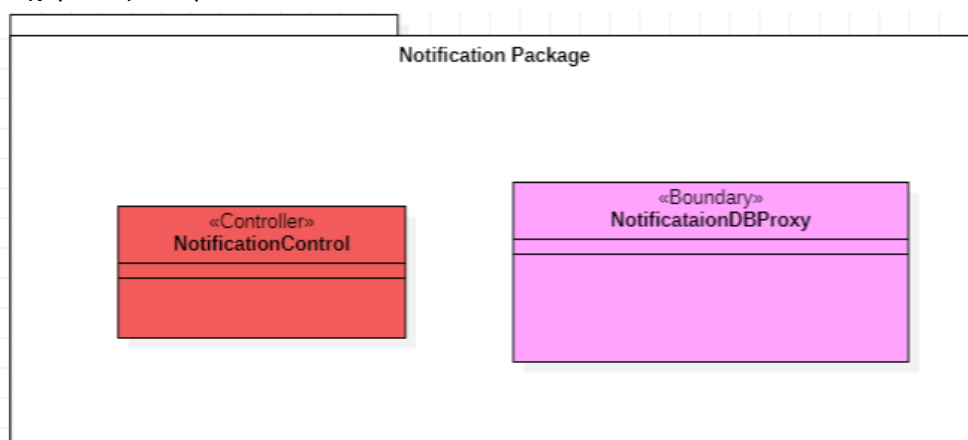 Notification Package
«Controller»
NotificationControl
«Boundary»
NotificataionDBProxy